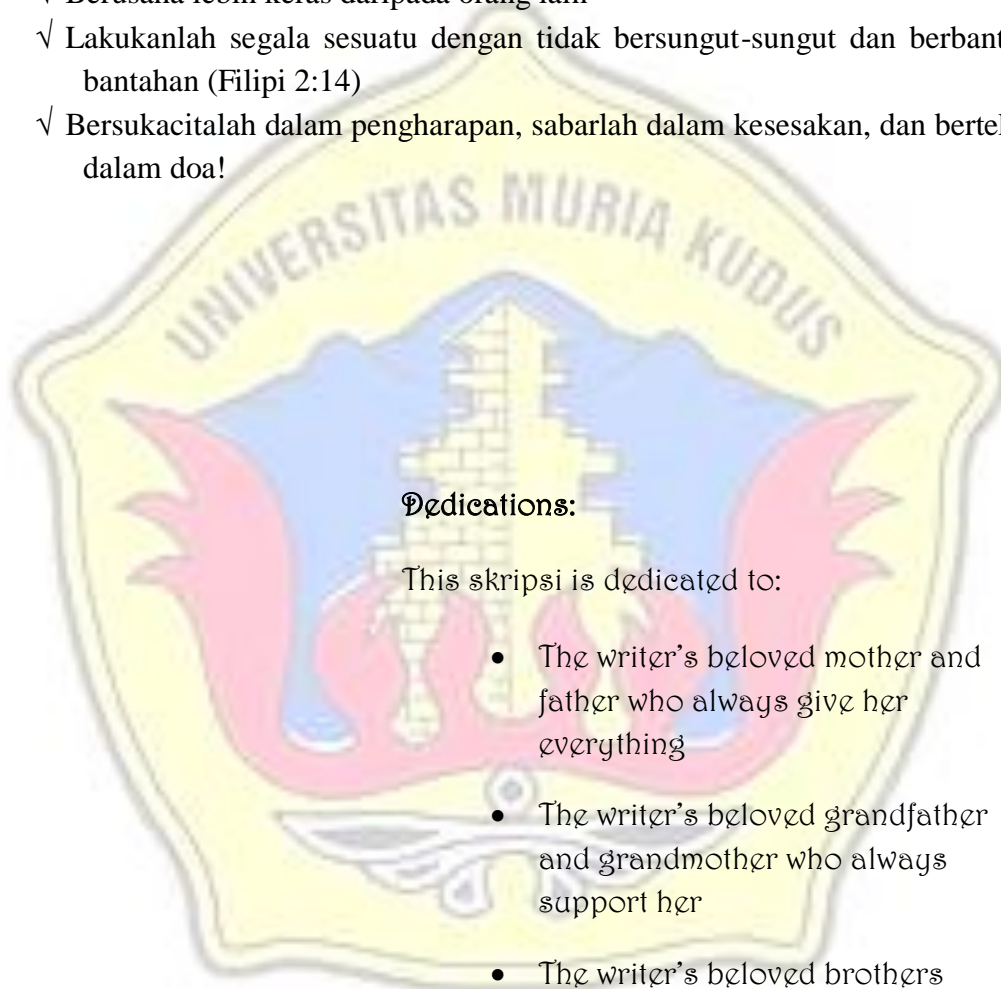 √ Berusaha lebih keras daripada orang lain
√ Lakukanlah segala sesuatu dengan tidak bersungut-sungut dan
bantahan (Filipi 2:14)
√ Bersukacitalah dalam pengharapan, sabarlah dalam kesesakan, dan
dalam doa!
UNIVERSITAS MURIA KUDUS
Dedications:
This skripsi is dedicated to:
• The writer's beloved mother and
father who always give her
everything
• The writer's beloved grandfather
and grandmother who always
support her
• The writer's beloved brothers